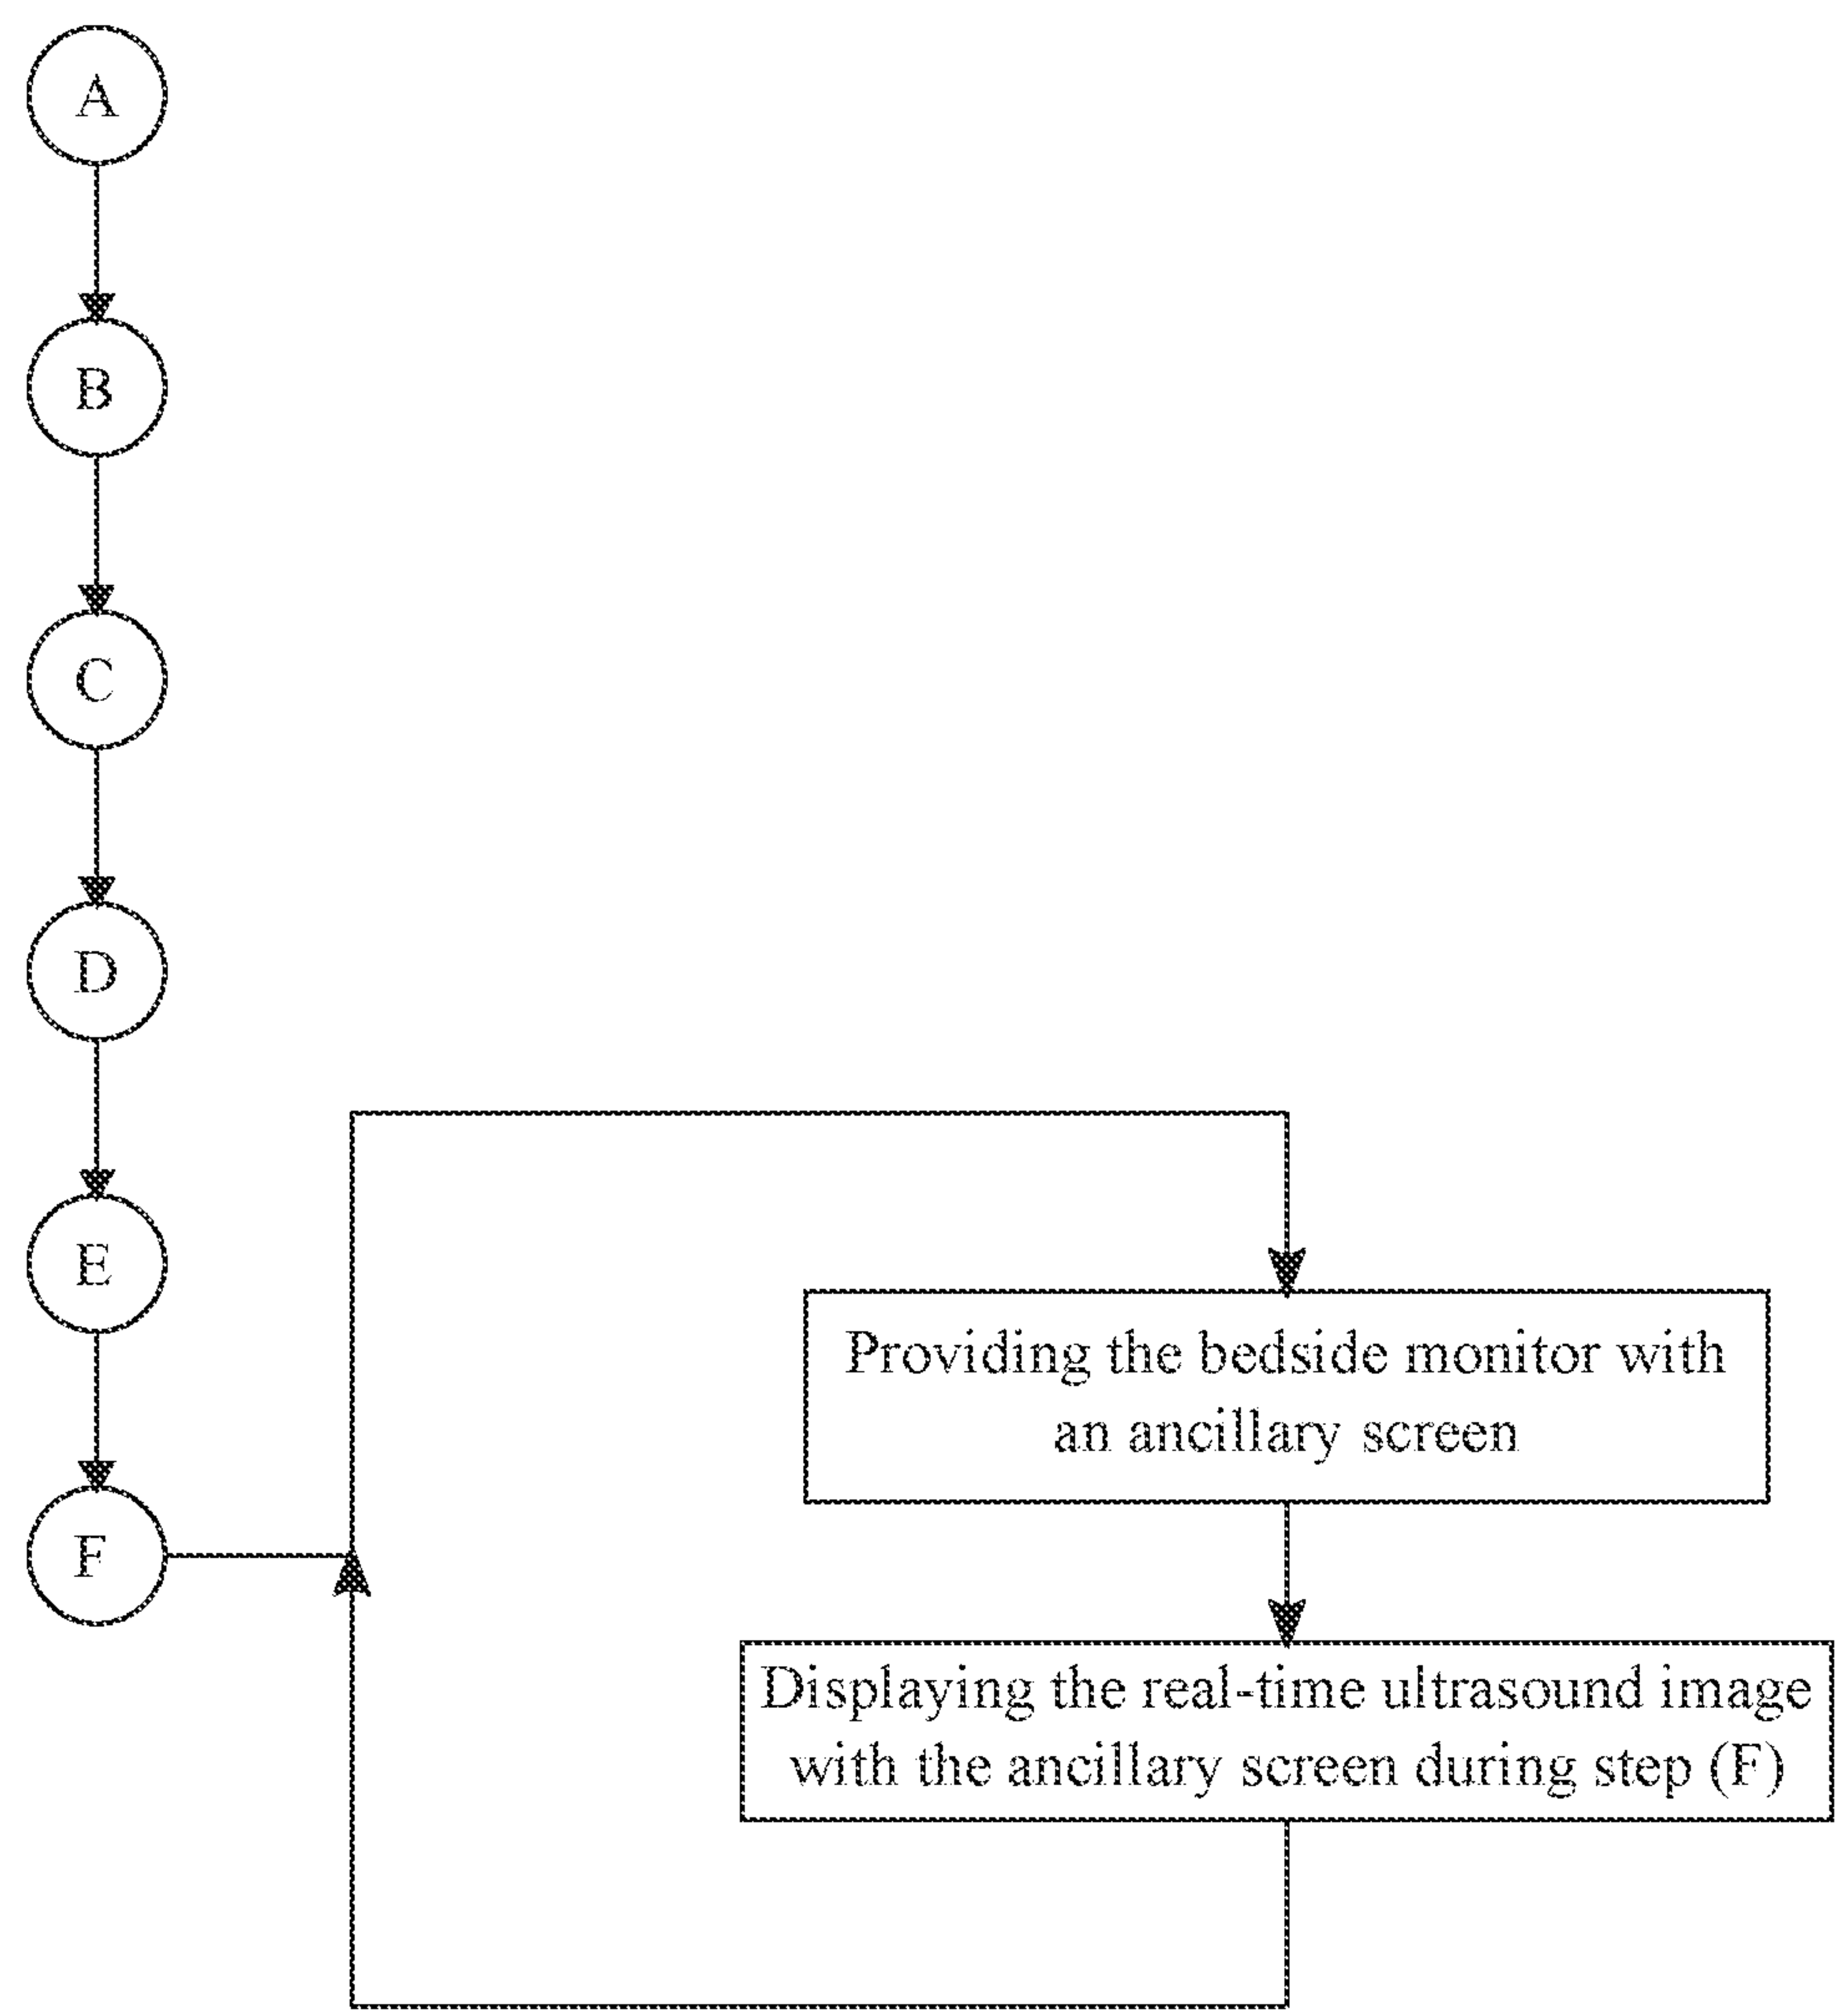 A
B
C
D
E
F
Providing the bedside monitor with
an ancillary screen
Displaying the real-time ultrasound image
with the ancillary screen during step (F)